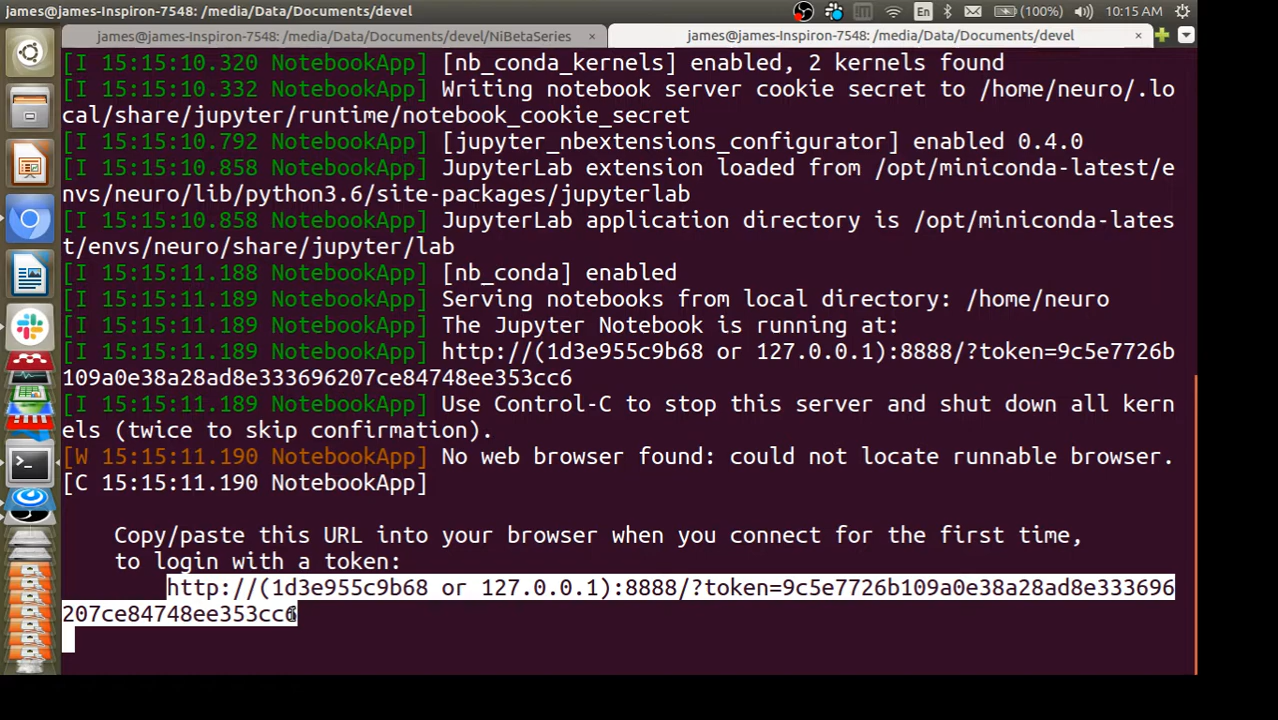 james@james-Inspiron-7548: /media/Data/Documents/devel
En
(100%)
10:15 AM
james@james-Inspiron-7548: /media/Data/Documents/devel/NiBetaSeries ×
james@james-Inspiron-7548: /media/Data/Documents/devel ×
[I 15:15:10.320 NotebookApp] [nb_conda_kernels] enabled, 2 kernels found
[I 15:15:10.332 NotebookApp] Writing notebook server cookie secret to /home/neuro/.lo
cal/share/jupyter/runtime/notebook_cookie_secret
[I 15:15:10.792 NotebookApp] [jupyter_nbextensions_configurator] enabled 0.4.0
[I 15:15:10.858 NotebookApp] JupyterLab extension loaded from /opt/miniconda-latest/e
nvs/neuro/lib/python3.6/site-packages/jupyterlab
[I 15:15:10.858 NotebookApp] JupyterLab application directory is /opt/miniconda-lates
t/envs/neuro/share/jupyter/lab
[I 15:15:11.188 NotebookApp] [nb_conda] enabled
[I 15:15:11.189 NotebookApp] Serving notebooks from local directory: /home/neuro
[I 15:15:11.189 NotebookApp] The Jupyter Notebook is running at:
[I 15:15:11.189 NotebookApp] http://(1d3e955c9b68 or 127.0.0.1):8888/?token=9c5e7726b
109a0e38a28ad8e333696207ce84748ee353cc6
[I 15:15:11.189 NotebookApp] Use Control-C to stop this server and shut down all kern
els (twice to skip confirmation).
[W 15:15:11.190 NotebookApp] No web browser found: could not locate runnable browser.
[C 15:15:11.190 NotebookApp]
Copy/paste this URL into your browser when you connect for the first time,
to login with a token:
http://(1d3e955c9b68 or 127.0.0.1):8888/?token=9c5e7726b109a0e38a28ad8e333696
207ce84748ee353cc6